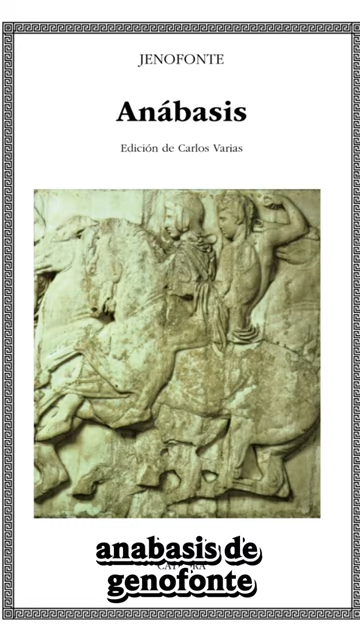 JENOFONTE
Anábasis
Edición de Carlos Varias
anabasis de
genofonte